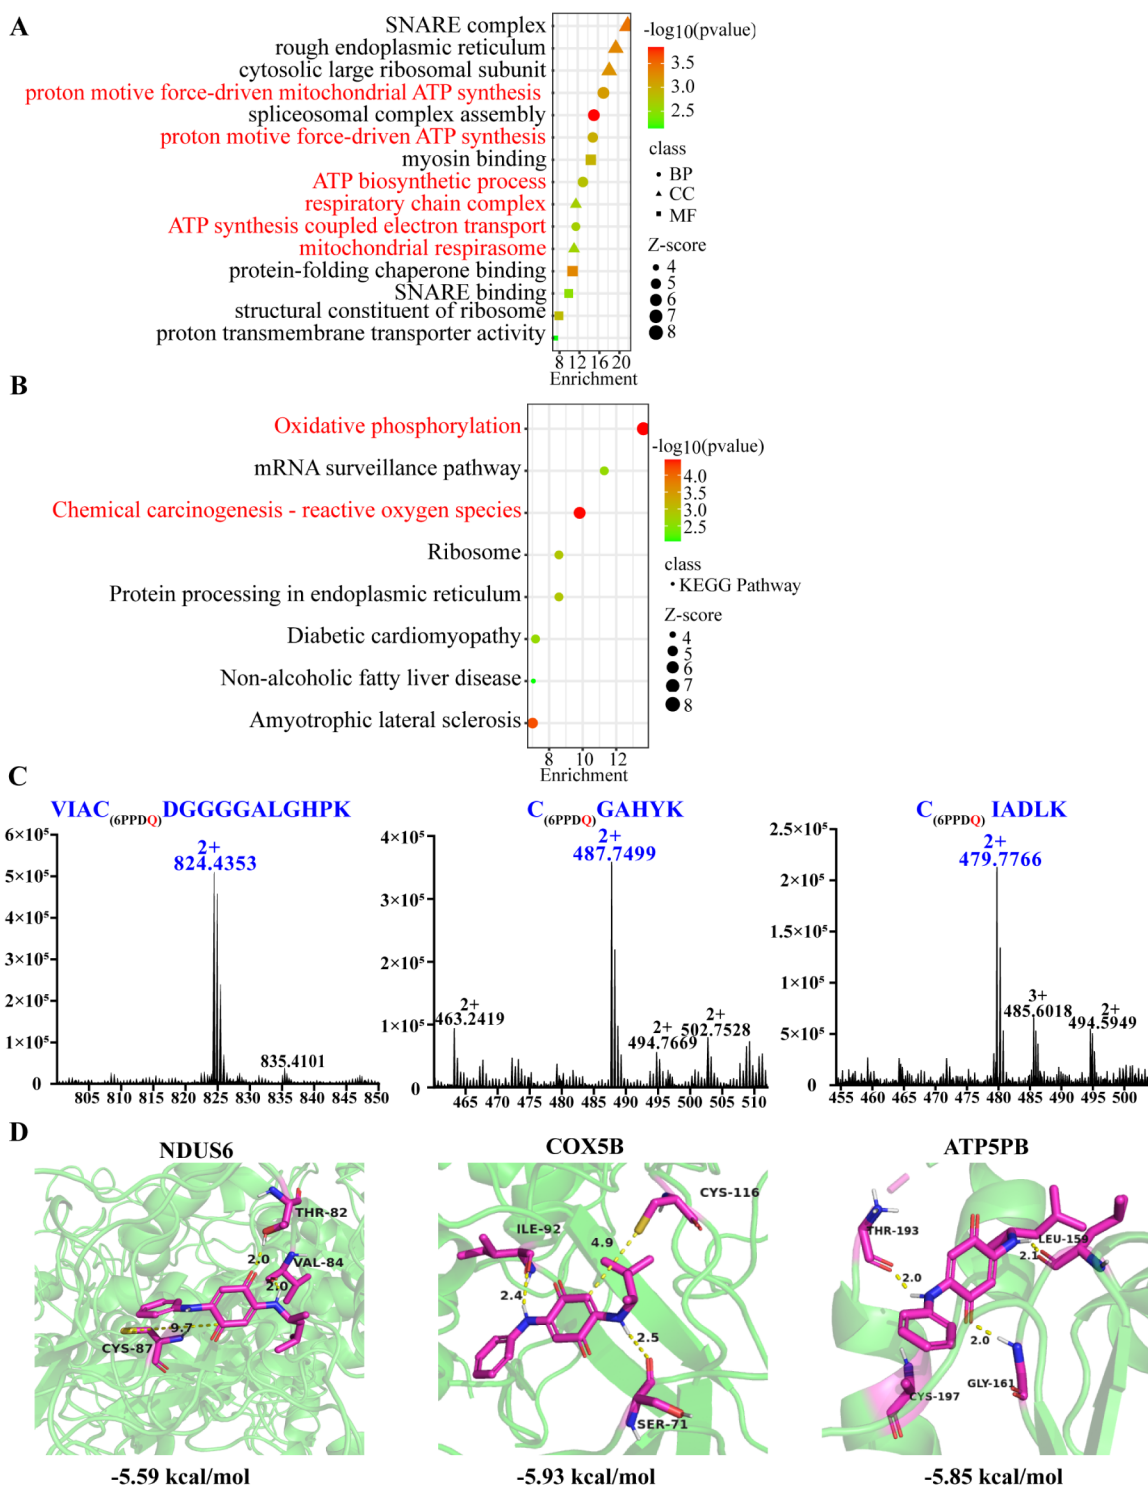 A
SNARE complex
rough endoplasmic reticulum
cytosolic large ribosomal subunit
proton motive force-driven mitochondrial ATP synthesis
spliceosomal complex assembly
proton motive force-driven ATP synthesis
myosin binding
ATP biosynthetic process
respiratory chain complex
ATP synthesis coupled electron transport
mitochondrial respirasome
protein-folding chaperone binding
SNARE binding
structural constituent of ribosome
proton transmembrane transporter activity
8 12 16 20
Enrichment
-log10(pvalue)
3.5
3.0
2.5
class
BP
CC
MF
Z-score
4
5
6
7
8
B
Oxidative phosphorylation
mRNA surveillance pathway
Chemical carcinogenesis - reactive oxygen species
Ribosome
Protein processing in endoplasmic reticulum
Diabetic cardiomyopathy
Non-alcoholic fatty liver disease
Amyotrophic lateral sclerosis
8 10 12
Enrichment
-log10(pvalue)
4.0
3.5
3.0
2.5
class
KEGG Pathway
Z-score
4
5
6
7
8
C
VIAC(6PPDQ)DGGGGALGHPK
6×10⁵
5×10⁵
4×10⁵
3×10⁵
2×10⁵
1×10⁵
0
2+
824.4353
835.4101
805 810 815 820 825 830 835 840 845 850
C(6PPDQ)GAHYK
4×10⁵
3×10⁵
2×10⁵
1×10⁵
0
2+
487.7499
2+
463.2419
2+
494.7669
2+
502.7528
465 470 475 480 485 490 495 500 505 510
C(6PPDQ)IADLK
2.5×10⁵
2×10⁵
1.5×10⁵
1×10⁵
5×10⁴
0
2+
479.7766
3+
485.6018
2+
494.5949
455 460 465 470 475 480 485 490 495 500
D
NDUS6
THR-82
2.0
VAL-84
2.0
9.7
CYS-87
-5.59 kcal/mol
COX5B
CYS-116
ILE-92
4.9
2.4
2.5
SER-71
-5.93 kcal/mol
ATP5PB
THR-193
LEU-159
2.1
2.0
2.0
GLY-161
CYS-197
-5.85 kcal/mol